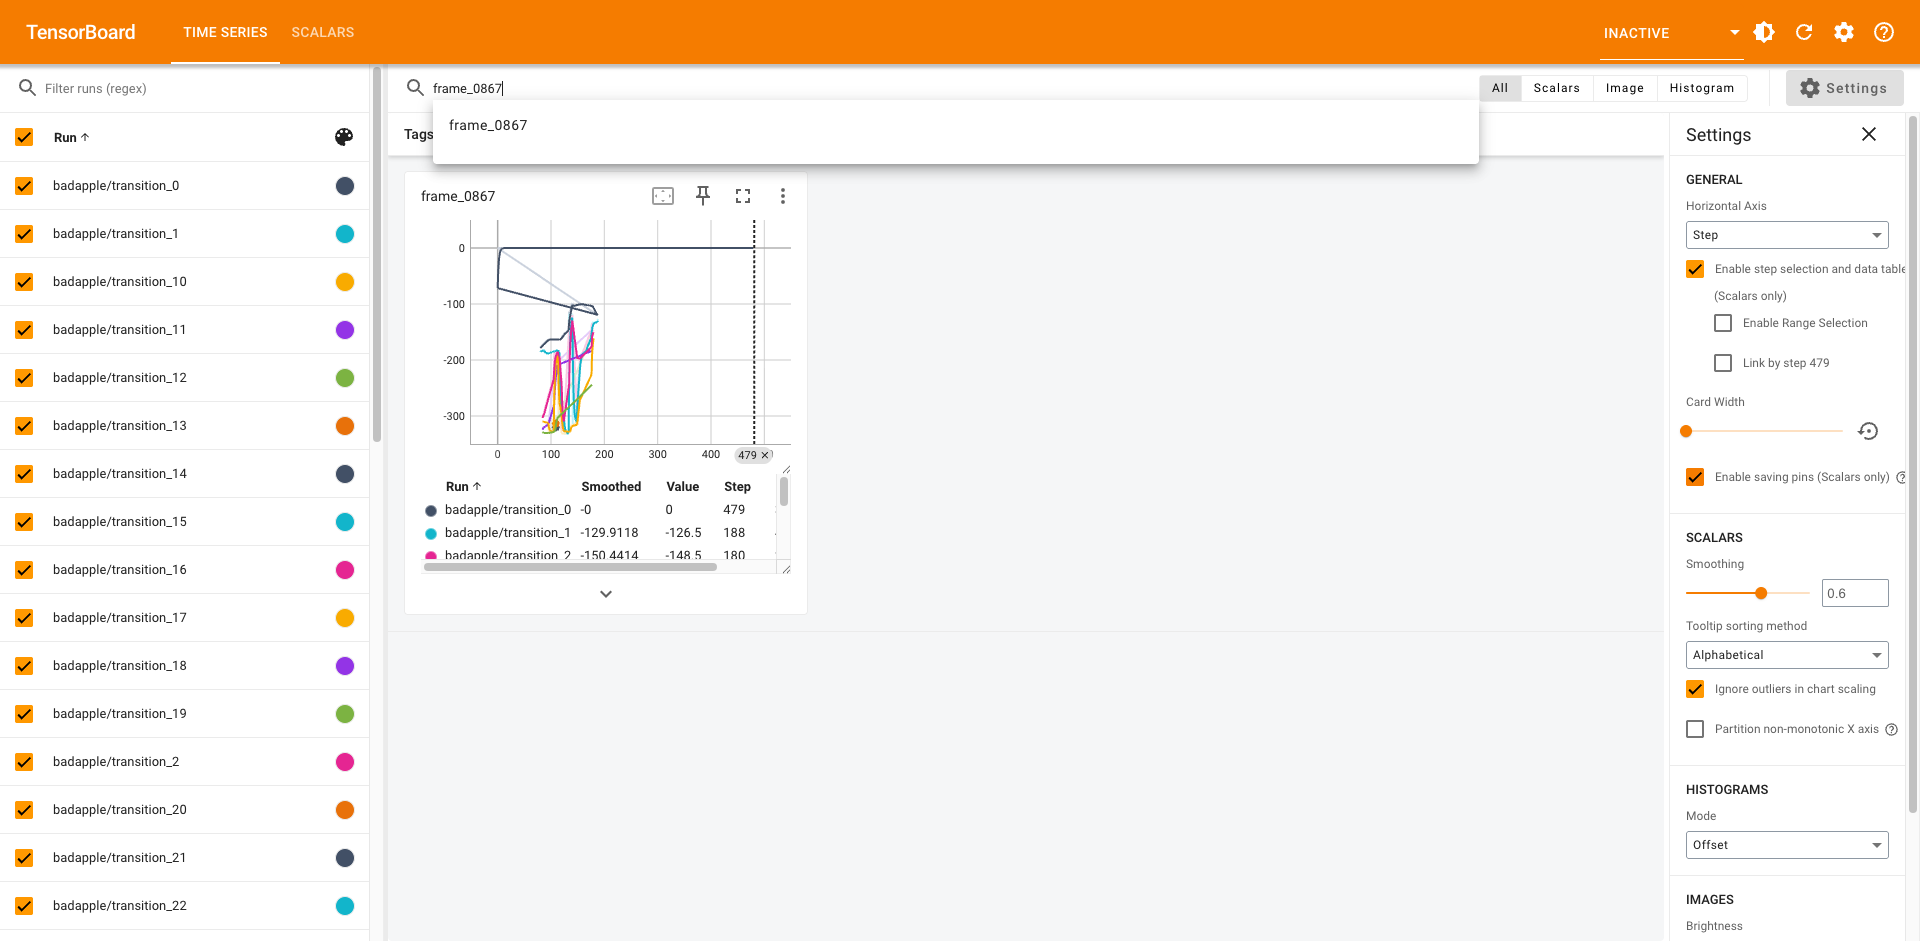 TensorBoard
TIME SERIES
SCALARS
INACTIVE
Filter runs (regex)
frame_0867
All
Scalars
Image
Histogram
Settings
frame_0867
Run
Tags
Settings
badapple/transition_0
badapple/transition_1
badapple/transition_10
badapple/transition_11
badapple/transition_12
badapple/transition_13
badapple/transition_14
badapple/transition_15
badapple/transition_16
badapple/transition_17
badapple/transition_18
badapple/transition_19
badapple/transition_2
badapple/transition_20
badapple/transition_21
badapple/transition_22
frame_0867
0
-100
-200
-300
0 100 200 300 400 479
Run Smoothed Value Step
badapple/transition_0 -0 0 479
badapple/transition_1 -129.9118 -126.5 188
badapple/transition_2 -150.4414 -148.5 180
GENERAL
Horizontal Axis
Step
Enable step selection and data table
(Scalars only)
Enable Range Selection
Link by step 479
Card Width
Enable saving pins (Scalars only)
SCALARS
Smoothing
0.6
Tooltip sorting method
Alphabetical
Ignore outliers in chart scaling
Partition non-monotonic X axis
HISTOGRAMS
Mode
Offset
IMAGES
Brightness